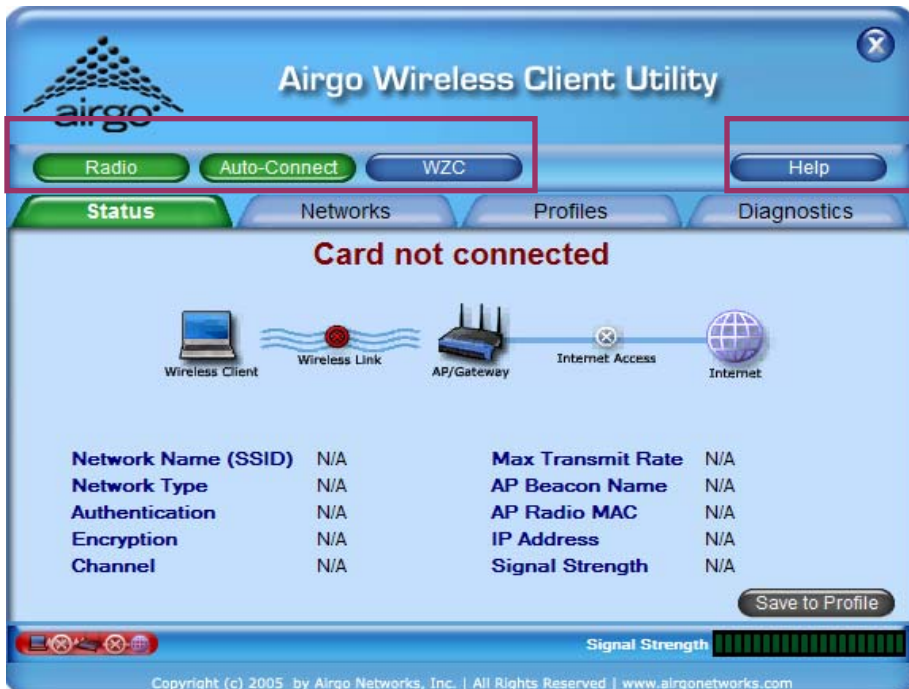 airgo
Airgo Wireless Client Utility
X
Radio Auto-Connect WZC Help
Status Networks Profiles Diagnostics
Card not connected
Wireless Client Wireless Link AP/Gateway Internet Access Internet
Network Name (SSID) N/A Max Transmit Rate N/A
Network Type N/A AP Beacon Name N/A
Authentication N/A AP Radio MAC N/A
Encryption N/A IP Address N/A
Channel N/A Signal Strength N/A
Save to Profile
Signal Strength
Copyright (c) 2005 by Airgo Networks, Inc. | All Rights Reserved | www.airgonetworks.com